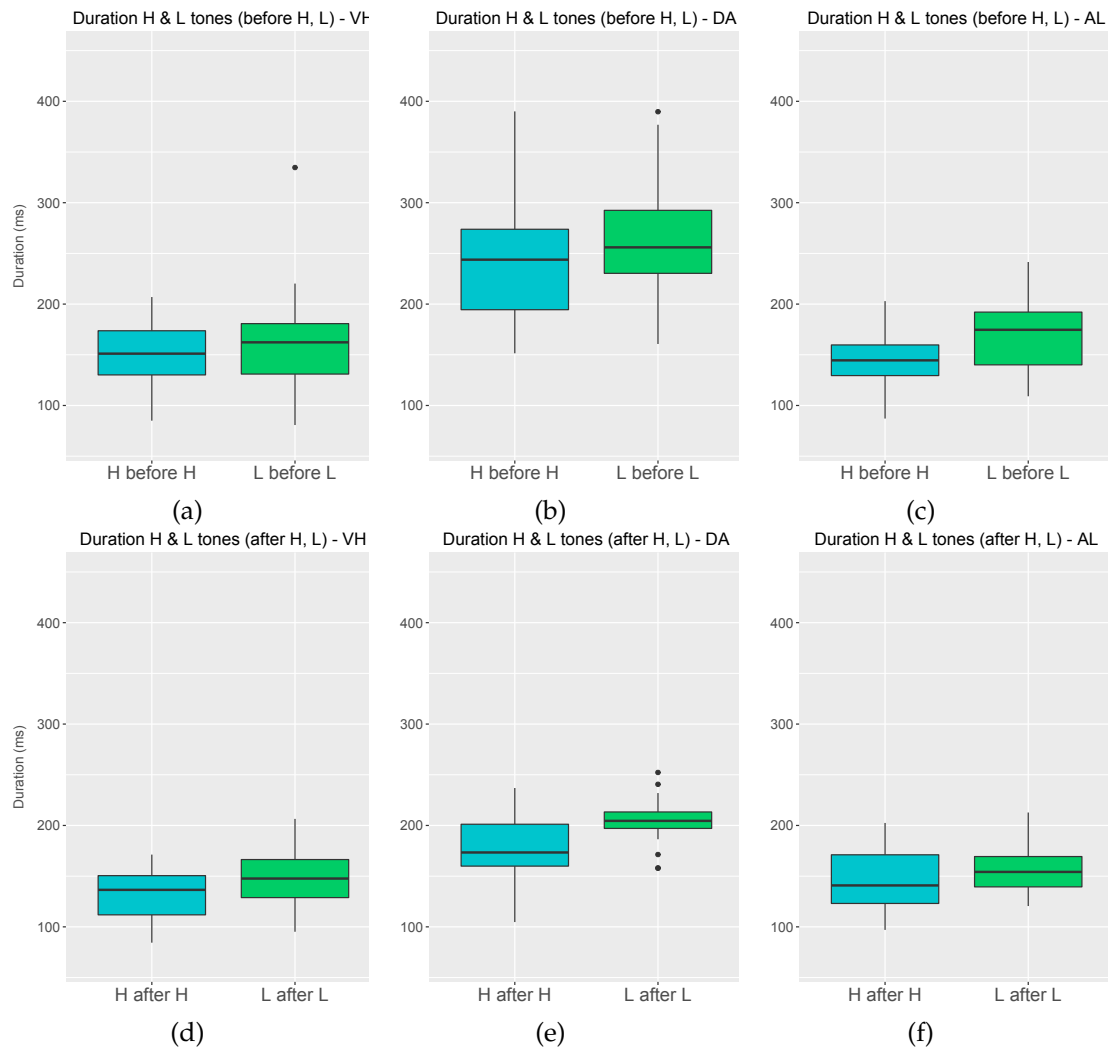 Duration H & L tones (before H, L) - VH
Duration H & L tones (before H, L) - DA
Duration H & L tones (before H, L) - AL
Duration (ms)
400
300
200
100
400
300
200
100
400
300
200
100
H before H L before L
H before H L before L
H before H L before L
(a)
(b)
(c)
Duration H & L tones (after H, L) - VH
Duration H & L tones (after H, L) - DA
Duration H & L tones (after H, L) - AL
Duration (ms)
400
300
200
100
400
300
200
100
400
300
200
100
H after H L after L
H after H L after L
H after H L after L
(d)
(e)
(f)